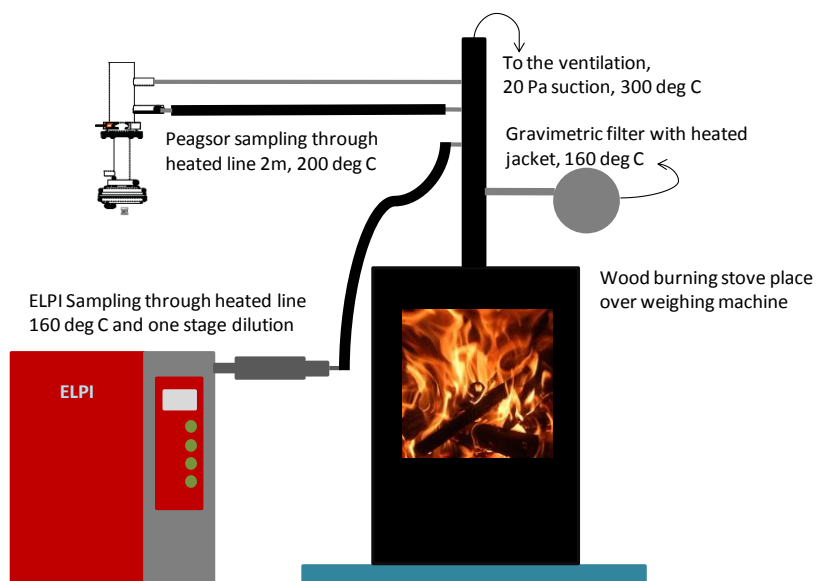 To the ventilation,
20 Pa suction, 300 deg C
Peagsor sampling through
heated line 2m, 200 deg C
Gravimetric filter with heated
jacket, 160 deg C
Wood burning stove place
over weighing machine
ELPI Sampling through heated line
160 deg C and one stage dilution
ELPI